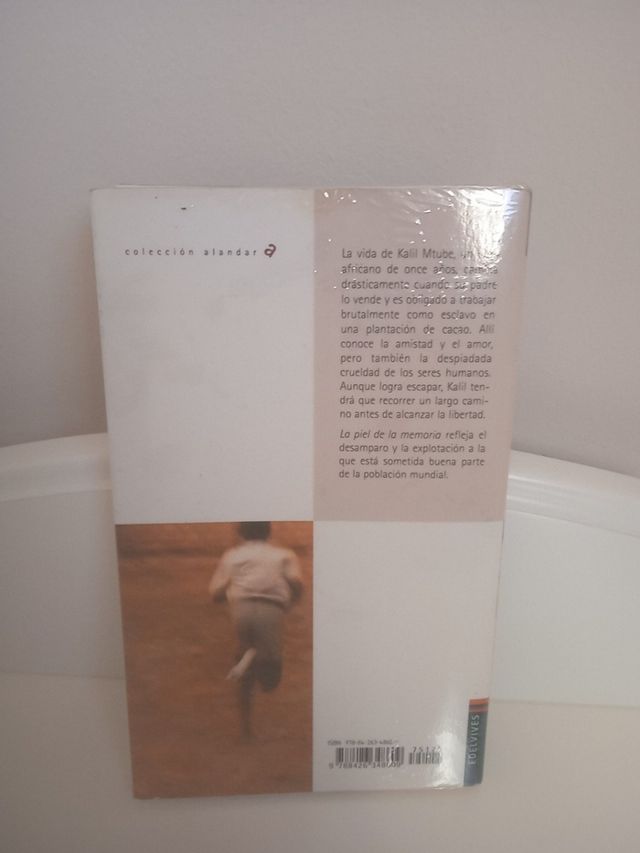 colección alandar a
La vida de Kalil Mtube, un
africano de once años, cambia
drásticamente cuando su padre
lo vende y es obligado a trabajar
brutalmente como esclavo en
una plantación de cacao. Allí
conoce la amistad y el amor,
pero también la despiadada
crueldad de los seres humanos.
Aunque logra escapar, Kalil ten-
drá que recorrer un largo cami-
no antes de alcanzar la libertad.
La piel de la memoria refleja el
desamparo y la explotación a la
que está sometida buena parte
de la población mundial.
EDELVIVES
ISBN